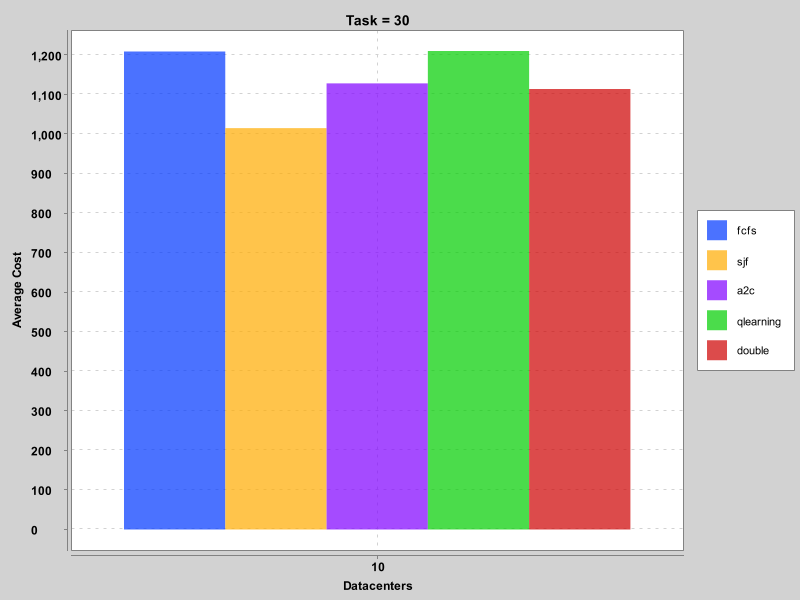 Task = 30
Average Cost
1,200
1,100
1,000
900
800
700
600
500
400
300
200
100
0
10
Datacenters
fcfs
sjf
a2c
qlearning
double